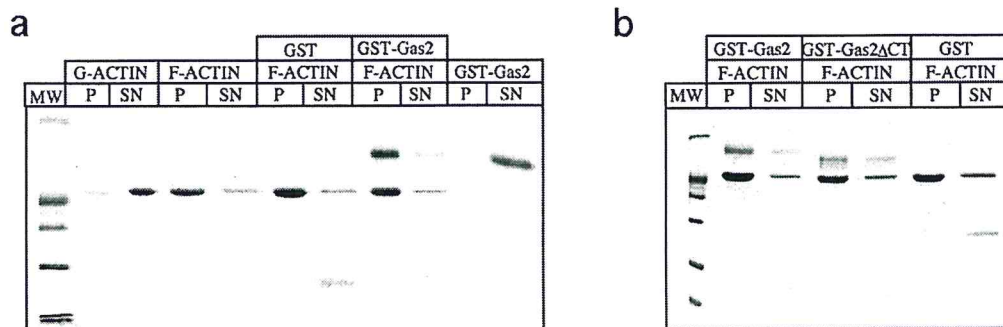 a
GST GST-Gas2
G-ACTIN F-ACTIN F-ACTIN F-ACTIN GST-Gas2
MW P SN P SN P SN P SN P SN
b
GST-Gas2 GST-Gas2ΔCT GST
F-ACTIN F-ACTIN F-ACTIN
MW P SN P SN P SN